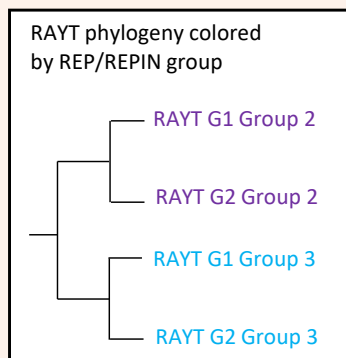 RAYT phylogeny colored
by REP/REPIN group
RAYT G1 Group 2
RAYT G2 Group 2
RAYT G1 Group 3
RAYT G2 Group 3